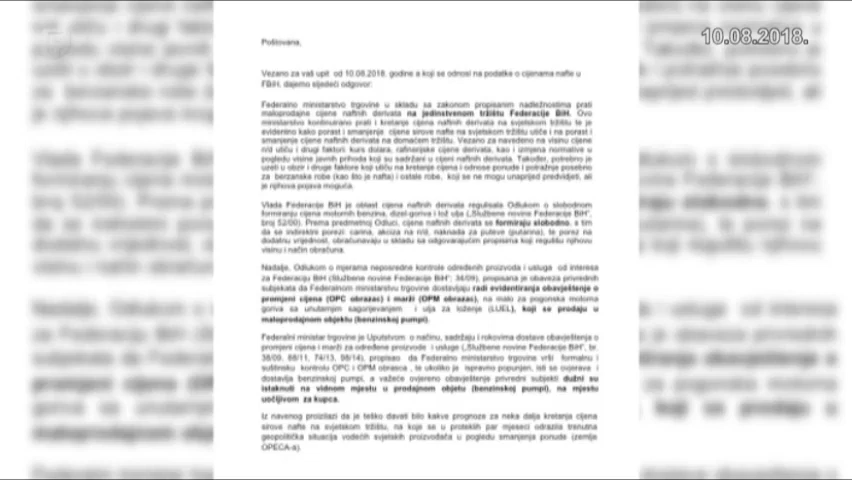 10.08.2018.
Poštovana,
Vezano za vaš upit od 10.08.2018. godine a koji se odnosi na podatke o cijenama nafte u
FBiH, dajemo sljedeći odgovor:
Federalno ministarstvo trgovine u skladu sa zakonom propisanim nadležnostima prati
maloprodajne cijene naftnih derivata na jedinstvenom tržištu Federacije BiH. Ovo
ministarstvo kontinuirano prati i kretanje cijena naftnih derivata na svjetskom tržištu te je
evidentno kako porast i smanjenje cijene sirove nafte na svjetskom tržištu utiče i na porast i
smanjenje cijena naftnih derivata na domaćem tržištu. Vezano za navedeno na visinu cijene
n/d utiču i drugi faktori: kurs dolara, rafinerijske cijene derivata, kao i izmjena normative u
pogledu visine javnih prihoda koji su sadržani u cijeni naftnih derivata. Također, potrebno je
uzeti u obzir i druge faktore koji utiču na kretanja cijena i odnose ponude i potražnje posebno
za berzanske robe (kao što je nafta) i ostale robe, koji se ne mogu unaprijed predvidjeti, ali
je njihova pojava moguća.
Vlada Federacije BiH je oblast cijena naftnih derivata regulisala Odlukom o slobodnom
formiranju cijena motornih benzina, dizel goriva i lož ulja („Službene novine Federacije BiH“,
broj 52/00). Prema predmetnoj Odluci, cijene naftnih derivata se formiraju slobodno, s tim
da se indirektni porezi: carina, akciza na n/d, naknada za puteve (putarina), te porez na
dodatnu vrijednost, obračunavaju u skladu sa odgovarajućim propisima koji regulišu njihovu
visinu i način obračuna.
Nadalje, Odlukom o mjerama neposredne kontrole određenih proizvoda i usluga od interesa
za Federaciju BiH (Službene novine Federacije BiH“; 34/09), propisana je obaveza privrednih
subjekata da Federalnom ministarstvu trgovine dostavljaju radi evidentiranja obavještenje o
promjeni cijena (OPC obrazac) i marži (OPM obrazac), na malo za pogonska motorna
goriva sa unutarnjim sagorijevanjem i ulja za loženje (LUEL), koji se prodaju u
maloprodajnom objektu (benzinskoj pumpi).
Federalni ministar trgovine je Uputstvom o načinu, sadržaju i rokovima dostave obavještenja o
promjeni cijena i marži za određene proizvode i usluge („Službene novine Federacije BiH“, br.
38/09, 88/11, 74/13, 98/14), propisao da Federalno ministarstvo trgovine vrši formalnu i
suštinsku kontrolu OPC i OPM obrasca , te ukoliko je ispravno popunjen, isti se ovjerava i
dostavlja benzinskoj pumpi, a važeće ovjereno obavještenje privredni subjekti dužni su
istaknuti na vidnom mjestu u prodajnom objetu (benzinskoj pumpi), na mjestu
uočljivom za kupca.
Iz navenog proizilazi da je teško davati bilo kakve prognoze za neka dalja kretanja cijena
sirove nafte na svjetskom tržištu, na koje se u proteklih par mjeseci odrazila trenutna
geopolitička situacija vodećih svjetskih proizvođača u pogledu smanjenja ponude (zemlje
OPECA-a).